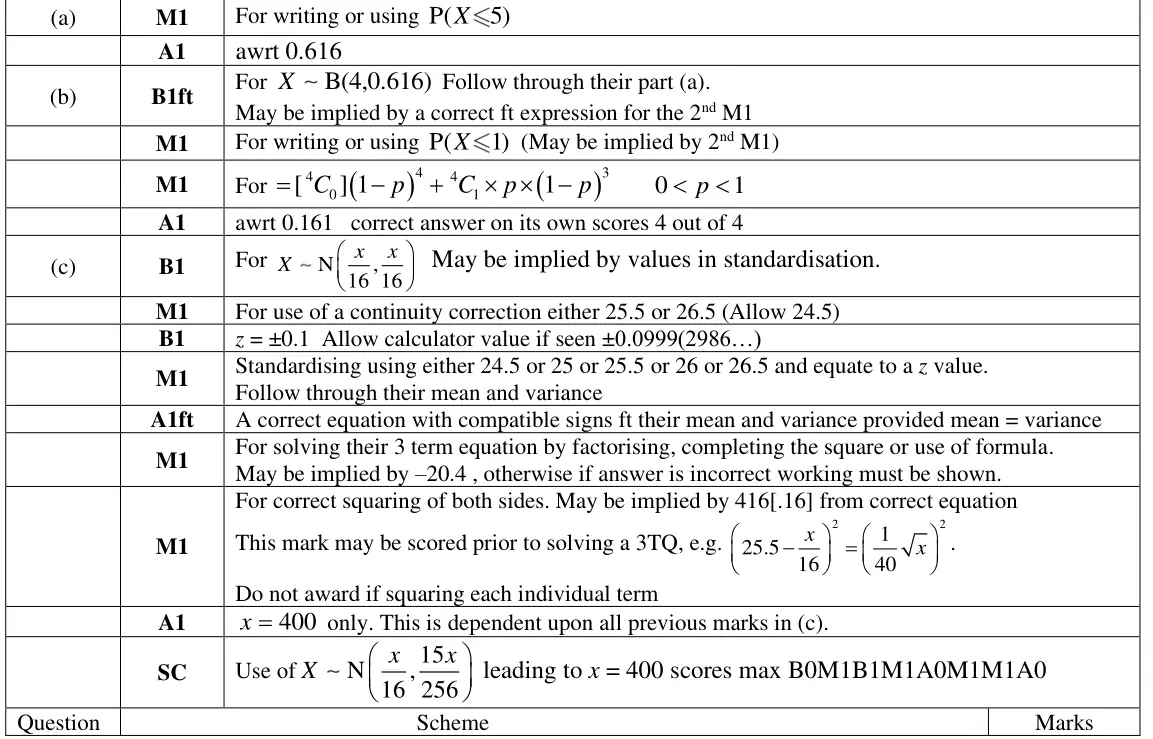 (a) M1 For writing or using P(X⩽5)
A1 awrt 0.616
(b) B1ft For X ~ B(4,0.616) Follow through their part (a).
May be implied by a correct ft expression for the 2nd M1
M1 For writing or using P(X⩽1) (May be implied by 2nd M1)
M1 For =[⁴C₀](1−p)⁴ + ⁴C₁ × p × (1−p)³ 0 < p < 1
A1 awrt 0.161 correct answer on its own scores 4 out of 4
(c) B1 For X ~ N(x/16, x/16) May be implied by values in standardisation.
M1 For use of a continuity correction either 25.5 or 26.5 (Allow 24.5)
B1 z = ±0.1 Allow calculator value if seen ±0.0999(2986…)
M1 Standardising using either 24.5 or 25 or 25.5 or 26 or 26.5 and equate to a z value.
Follow through their mean and variance
A1ft A correct equation with compatible signs ft their mean and variance provided mean = variance
M1 For solving their 3 term equation by factorising, completing the square or use of formula.
May be implied by –20.4 , otherwise if answer is incorrect working must be shown.
M1 For correct squaring of both sides. May be implied by 416[.16] from correct equation
This mark may be scored prior to solving a 3TQ, e.g. (25.5 − x/16)² = (1/40 √x)².
Do not award if squaring each individual term
A1 x = 400 only. This is dependent upon all previous marks in (c).
SC Use of X ~ N(x/16, 15x/256) leading to x = 400 scores max B0M1B1M1A0M1M1A0
Question Scheme Marks